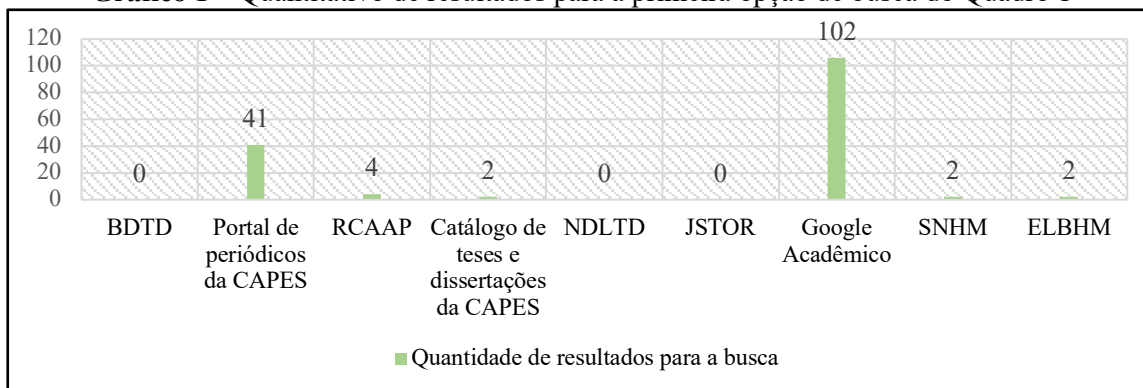 120
100
80
60
40
20
0
0
41
4
2
0
0
102
2
2
BDTD
Portal de
periódicos
da CAPES
RCAAP
Catálogo de
teses e
dissertações
da CAPES
NDLTD
JSTOR
Google
Acadêmico
SNHM
ELBHM
Quantidade de resultados para a busca